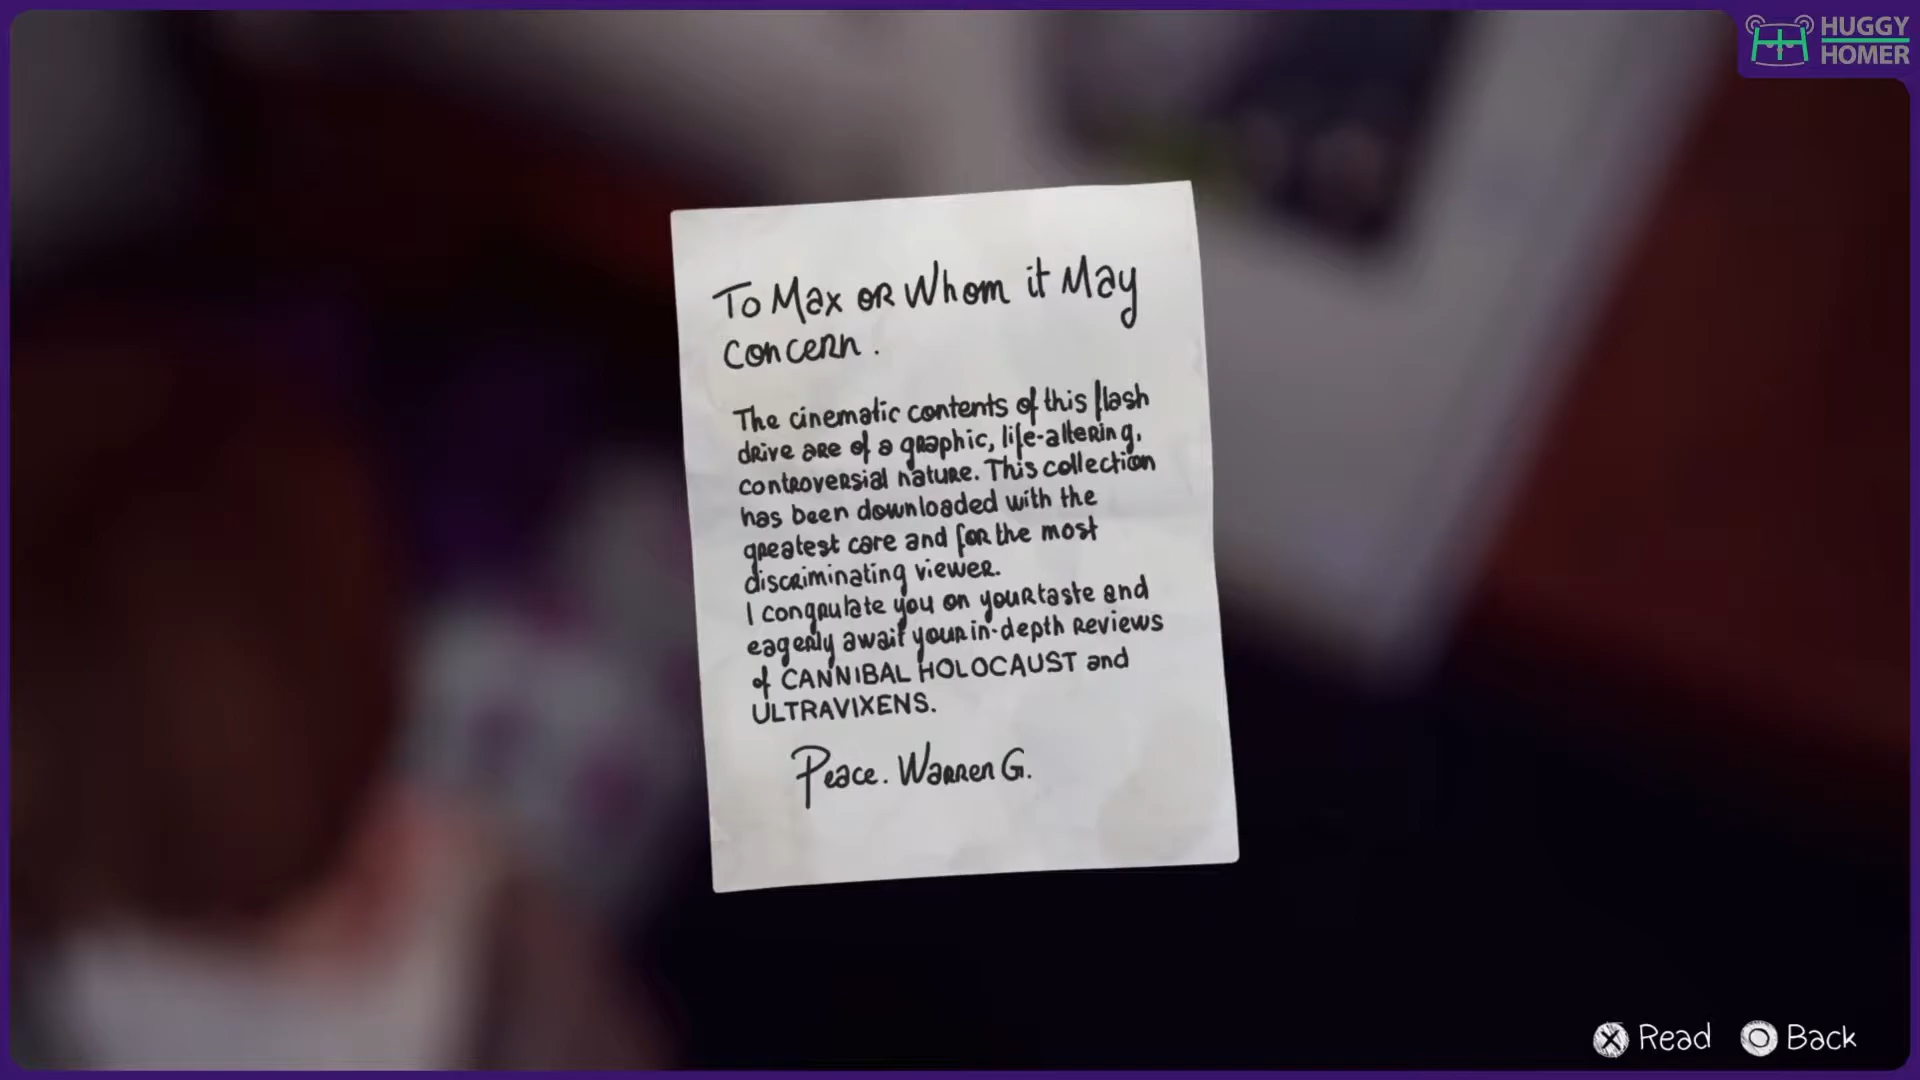 HUGGY
HOMER
To Max or Whom it May
Concern.
The cinematic contents of this flash
drive are of a graphic, life-altering,
controversial nature. This collection
has been downloaded with the
greatest care and for the most
discriminating viewer.
I congrulate you on your taste and
eagerly await your in-depth reviews
of CANNIBAL HOLOCAUST and
ULTRAVIXENS.
Peace. Warren G.
Read Back